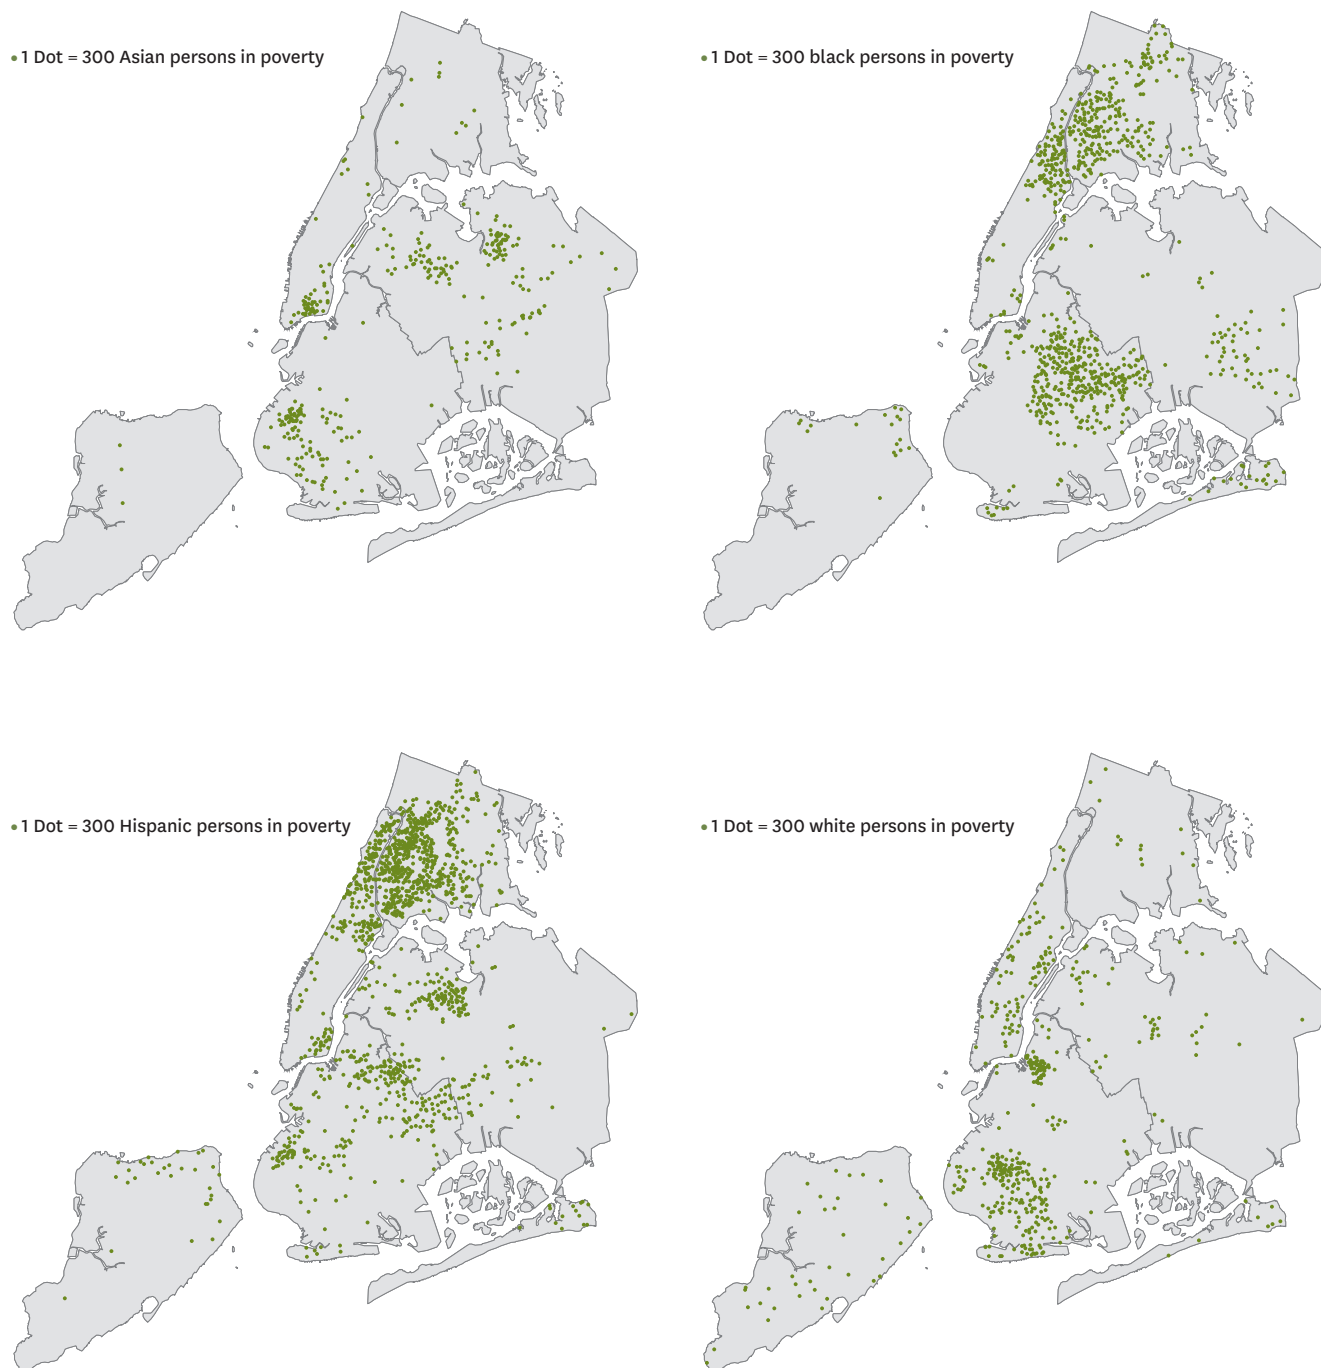 1 Dot = 300 Asian persons in poverty
1 Dot = 300 black persons in poverty
1 Dot = 300 Hispanic persons in poverty
1 Dot = 300 white persons in poverty